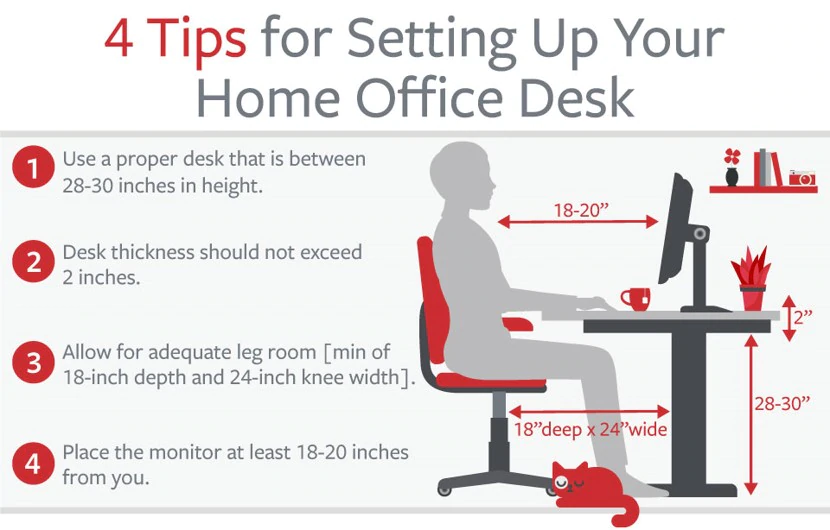 4 Tips for Setting Up Your
Home Office Desk
1
Use a proper desk that is between
28-30 inches in height.
2
Desk thickness should not exceed
2 inches.
3
Allow for adequate leg room [min of
18-inch depth and 24-inch knee width].
4
Place the monitor at least 18-20 inches
from you.
18-20”
2”
28-30”
18”deep x 24”wide